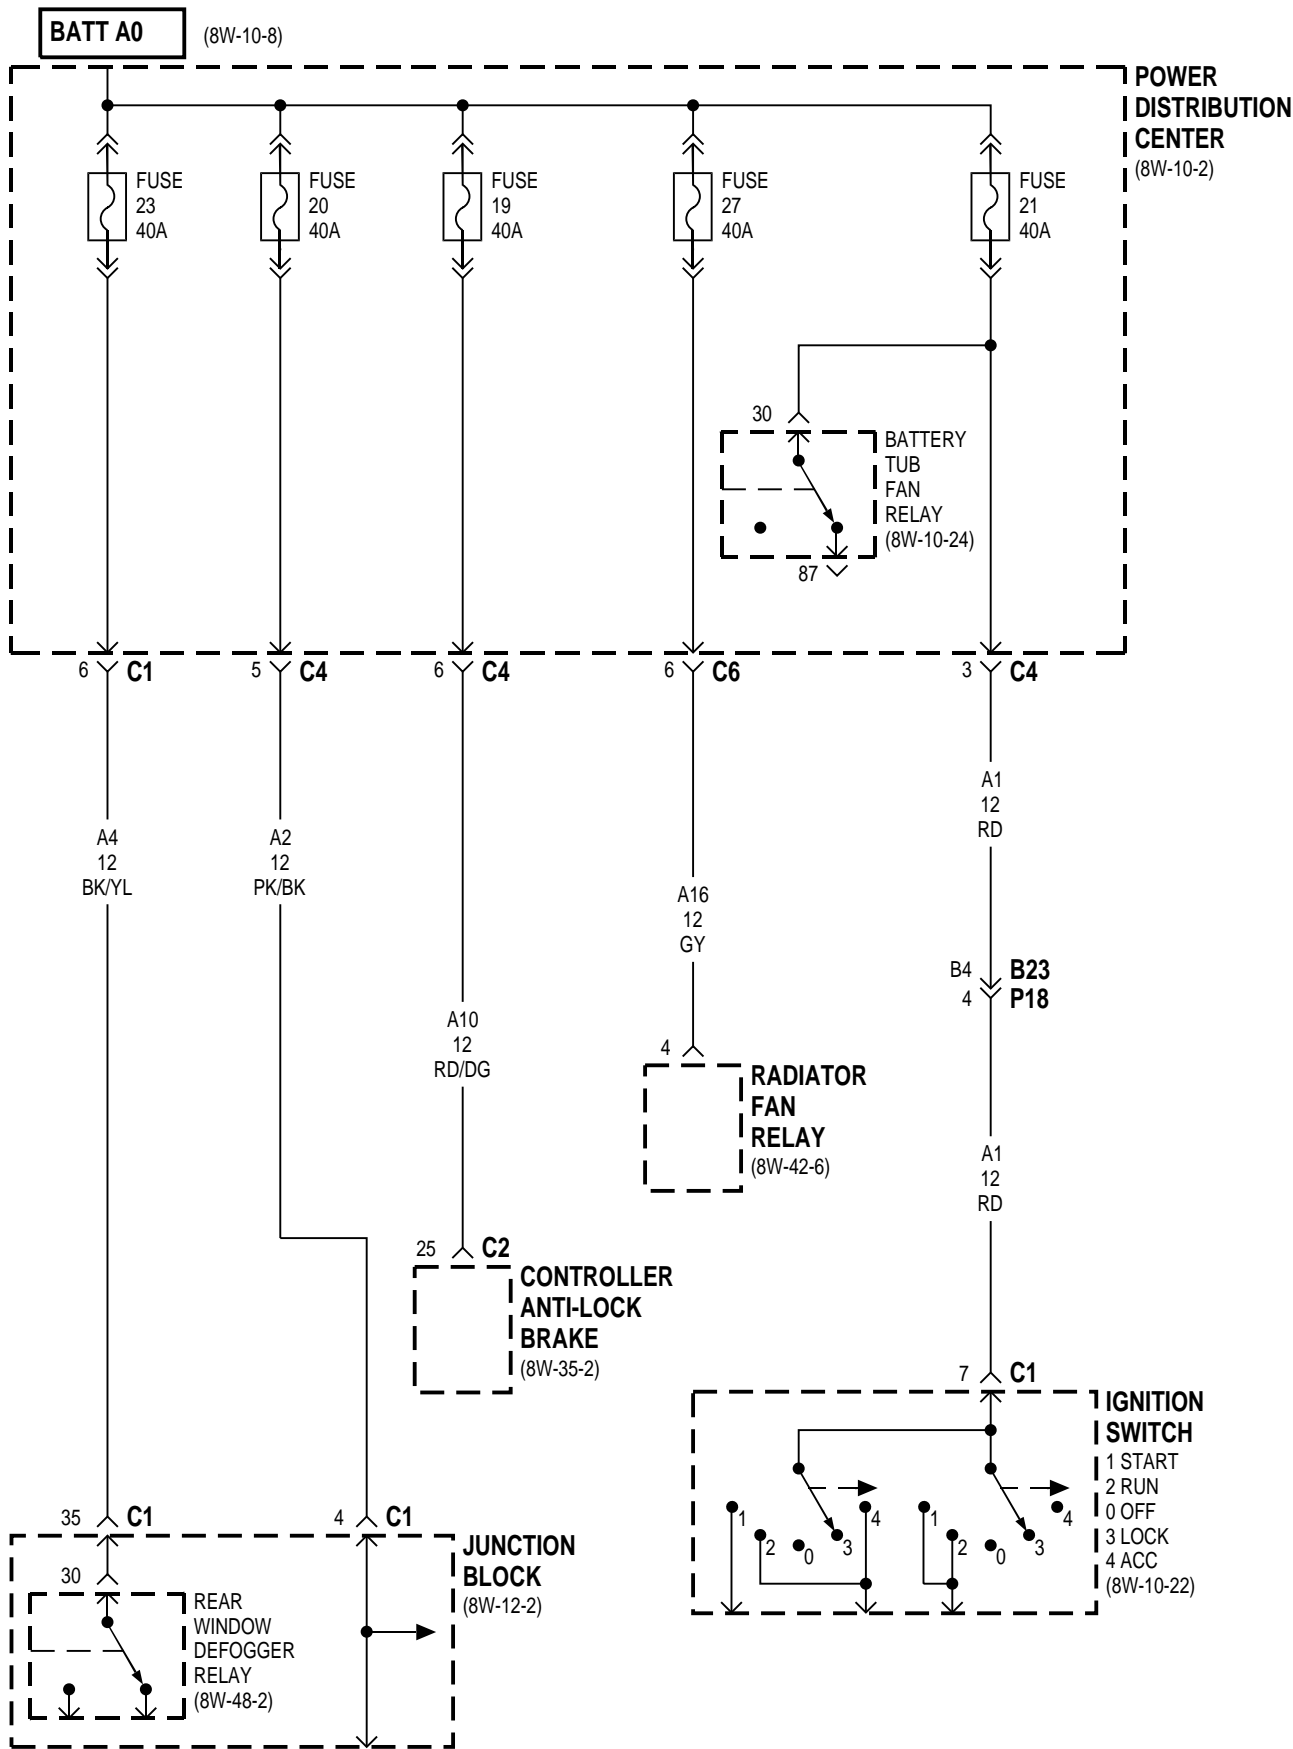 BATT A0 (8W-10-8)
POWER
DISTRIBUTION
CENTER
(8W-10-2)
FUSE
23
40A
FUSE
20
40A
FUSE
19
40A
FUSE
27
40A
FUSE
21
40A
30
BATTERY
TUB
FAN
RELAY
(8W-10-24)
87
6 C1
5 C4
6 C4
6 C6
3 C4
A4
12
BK/YL
A2
12
PK/BK
A10
12
RD/DG
A16
12
GY
A1
12
RD
B4 B23
4 P18
A1
12
RD
4
RADIATOR
FAN
RELAY
(8W-42-6)
25 C2
CONTROLLER
ANTI-LOCK
BRAKE
(8W-35-2)
7 C1
IGNITION
SWITCH
1 START
2 RUN
0 OFF
3 LOCK
4 ACC
(8W-10-22)
1 2 0 3 4
1 2 0 3 4
35 C1
4 C1
JUNCTION
BLOCK
(8W-12-2)
30
REAR
WINDOW
DEFOGGER
RELAY
(8W-48-2)